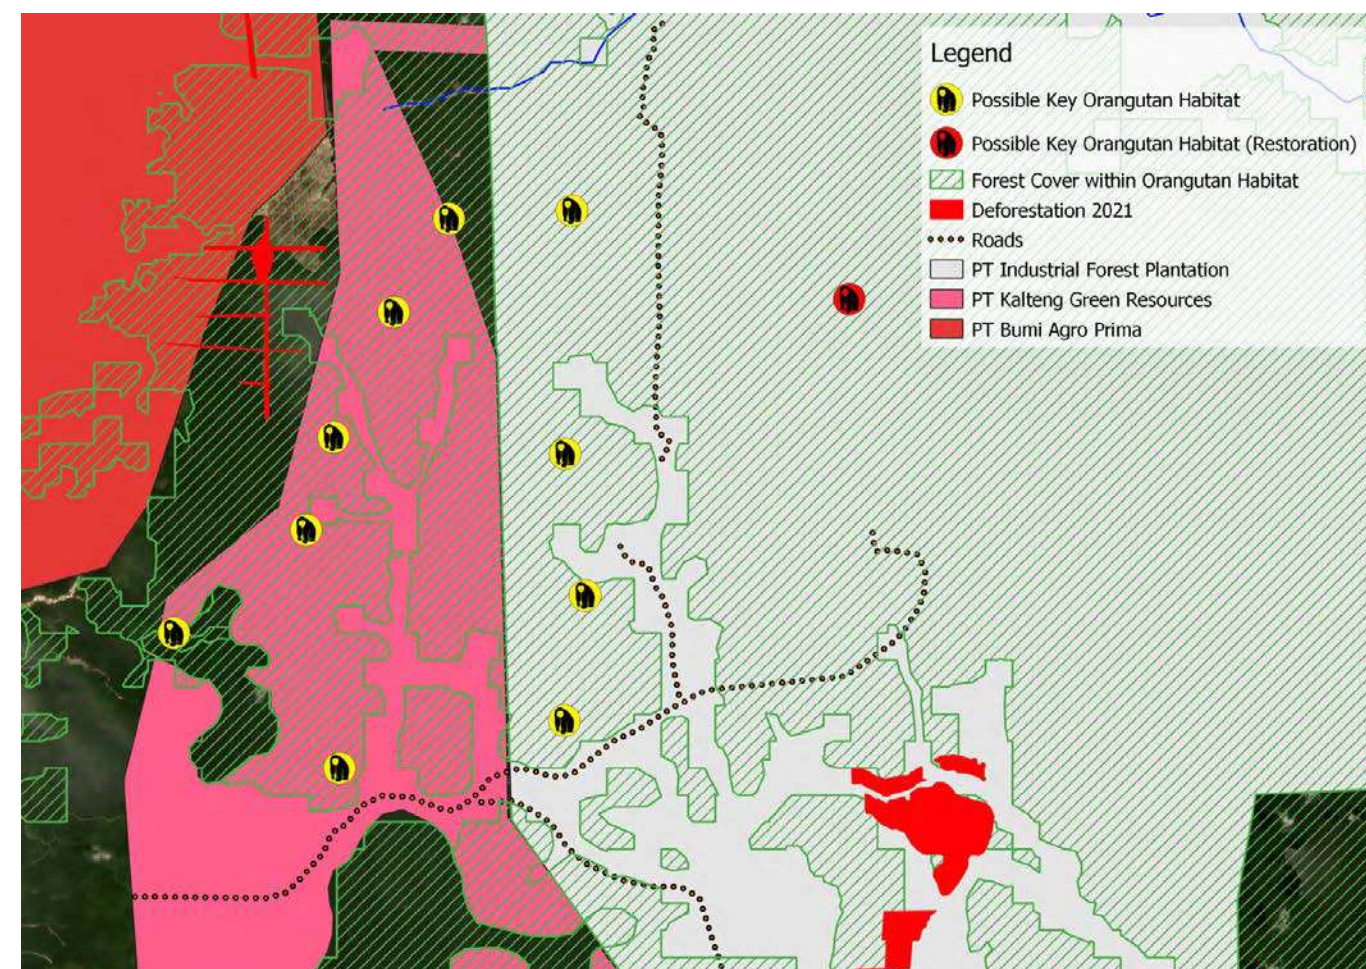 Legend
Possible Key Orangutan Habitat
Possible Key Orangutan Habitat (Restoration)
Forest Cover within Orangutan Habitat
Deforestation 2021
Roads
PT Industrial Forest Plantation
PT Kalteng Green Resources
PT Bumi Agro Prima